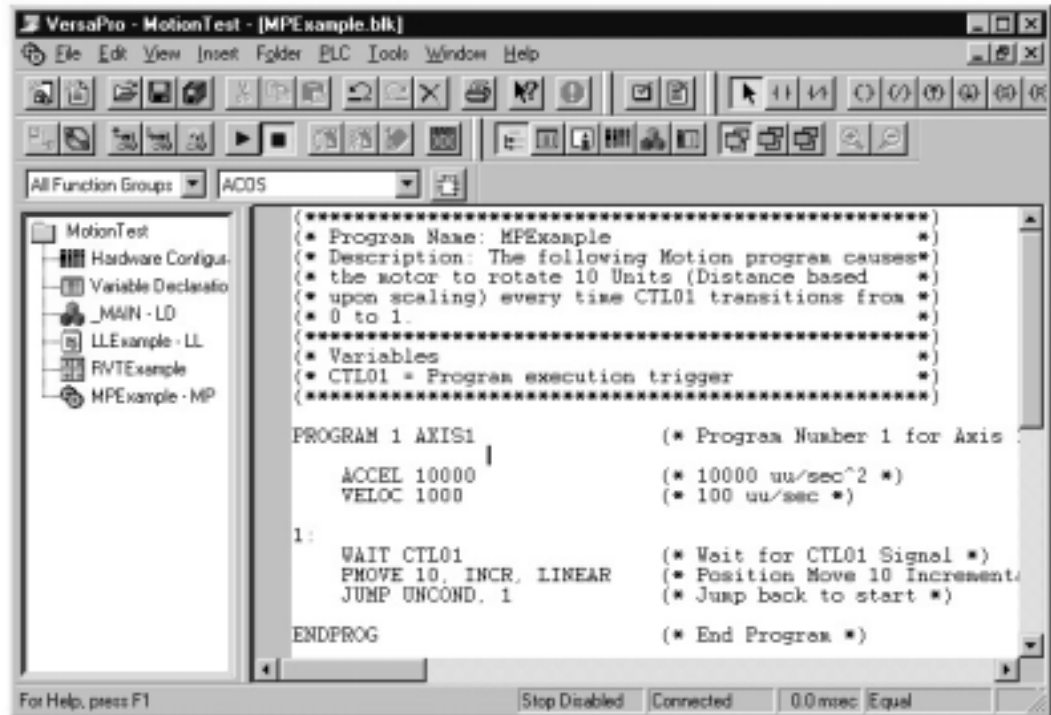 VersaPro - MotionTest - [MPExample.blk]
File Edit View Insert Folder PLC Tools Window Help
All Function Groups ACOS
MotionTest
Hardware Configu
Variable Declaratio
_MAIN - LD
LLExample - LL
RVTExample
MPExample - MP
(***************************************************)
(* Program Name: MPExample *)
(* Description: The following Motion program causes*)
(* the motor to rotate 10 Units (Distance based *)
(* upon scaling) every time CTL01 transitions from *)
(* 0 to 1. *)
(***************************************************)
(* Variables *)
(* CTL01 = Program execution trigger *)
(***************************************************)
PROGRAM 1 AXIS1 (* Program Number 1 for Axis
ACCEL 10000 (* 10000 uu/sec^2 *)
VELOC 1000 (* 100 uu/sec *)
1:
WAIT CTL01 (* Wait for CTL01 Signal *)
PMOVE 10, INCR, LINEAR (* Position Move 10 Increment
JUMP UNCOND, 1 (* Jump back to start *)
ENDPROG (* End Program *)
For Help, press F1 Stop Disabled Connected 0.0 msec Equal